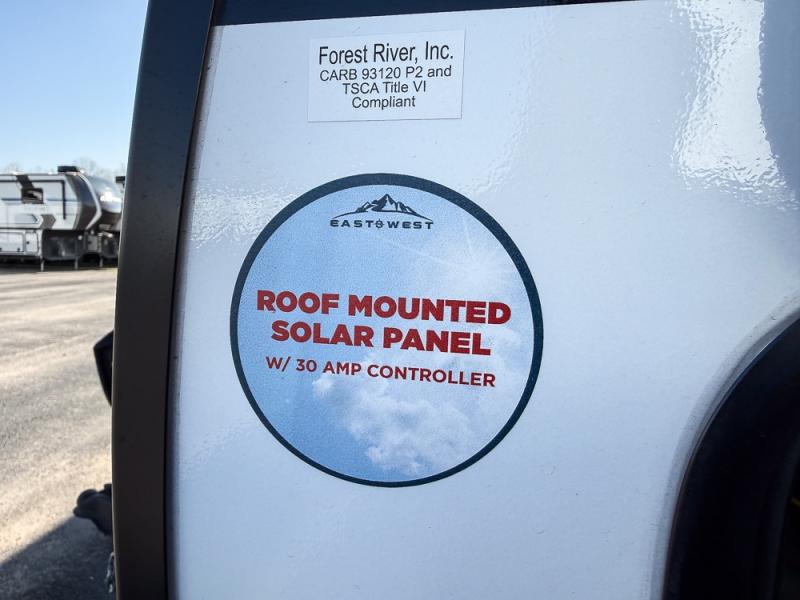 Forest River, Inc.
CARB 93120 P2 and
TSCA Title VI
Compliant
EAST WEST
ROOF MOUNTED
SOLAR PANEL
W/ 30 AMP CONTROLLER